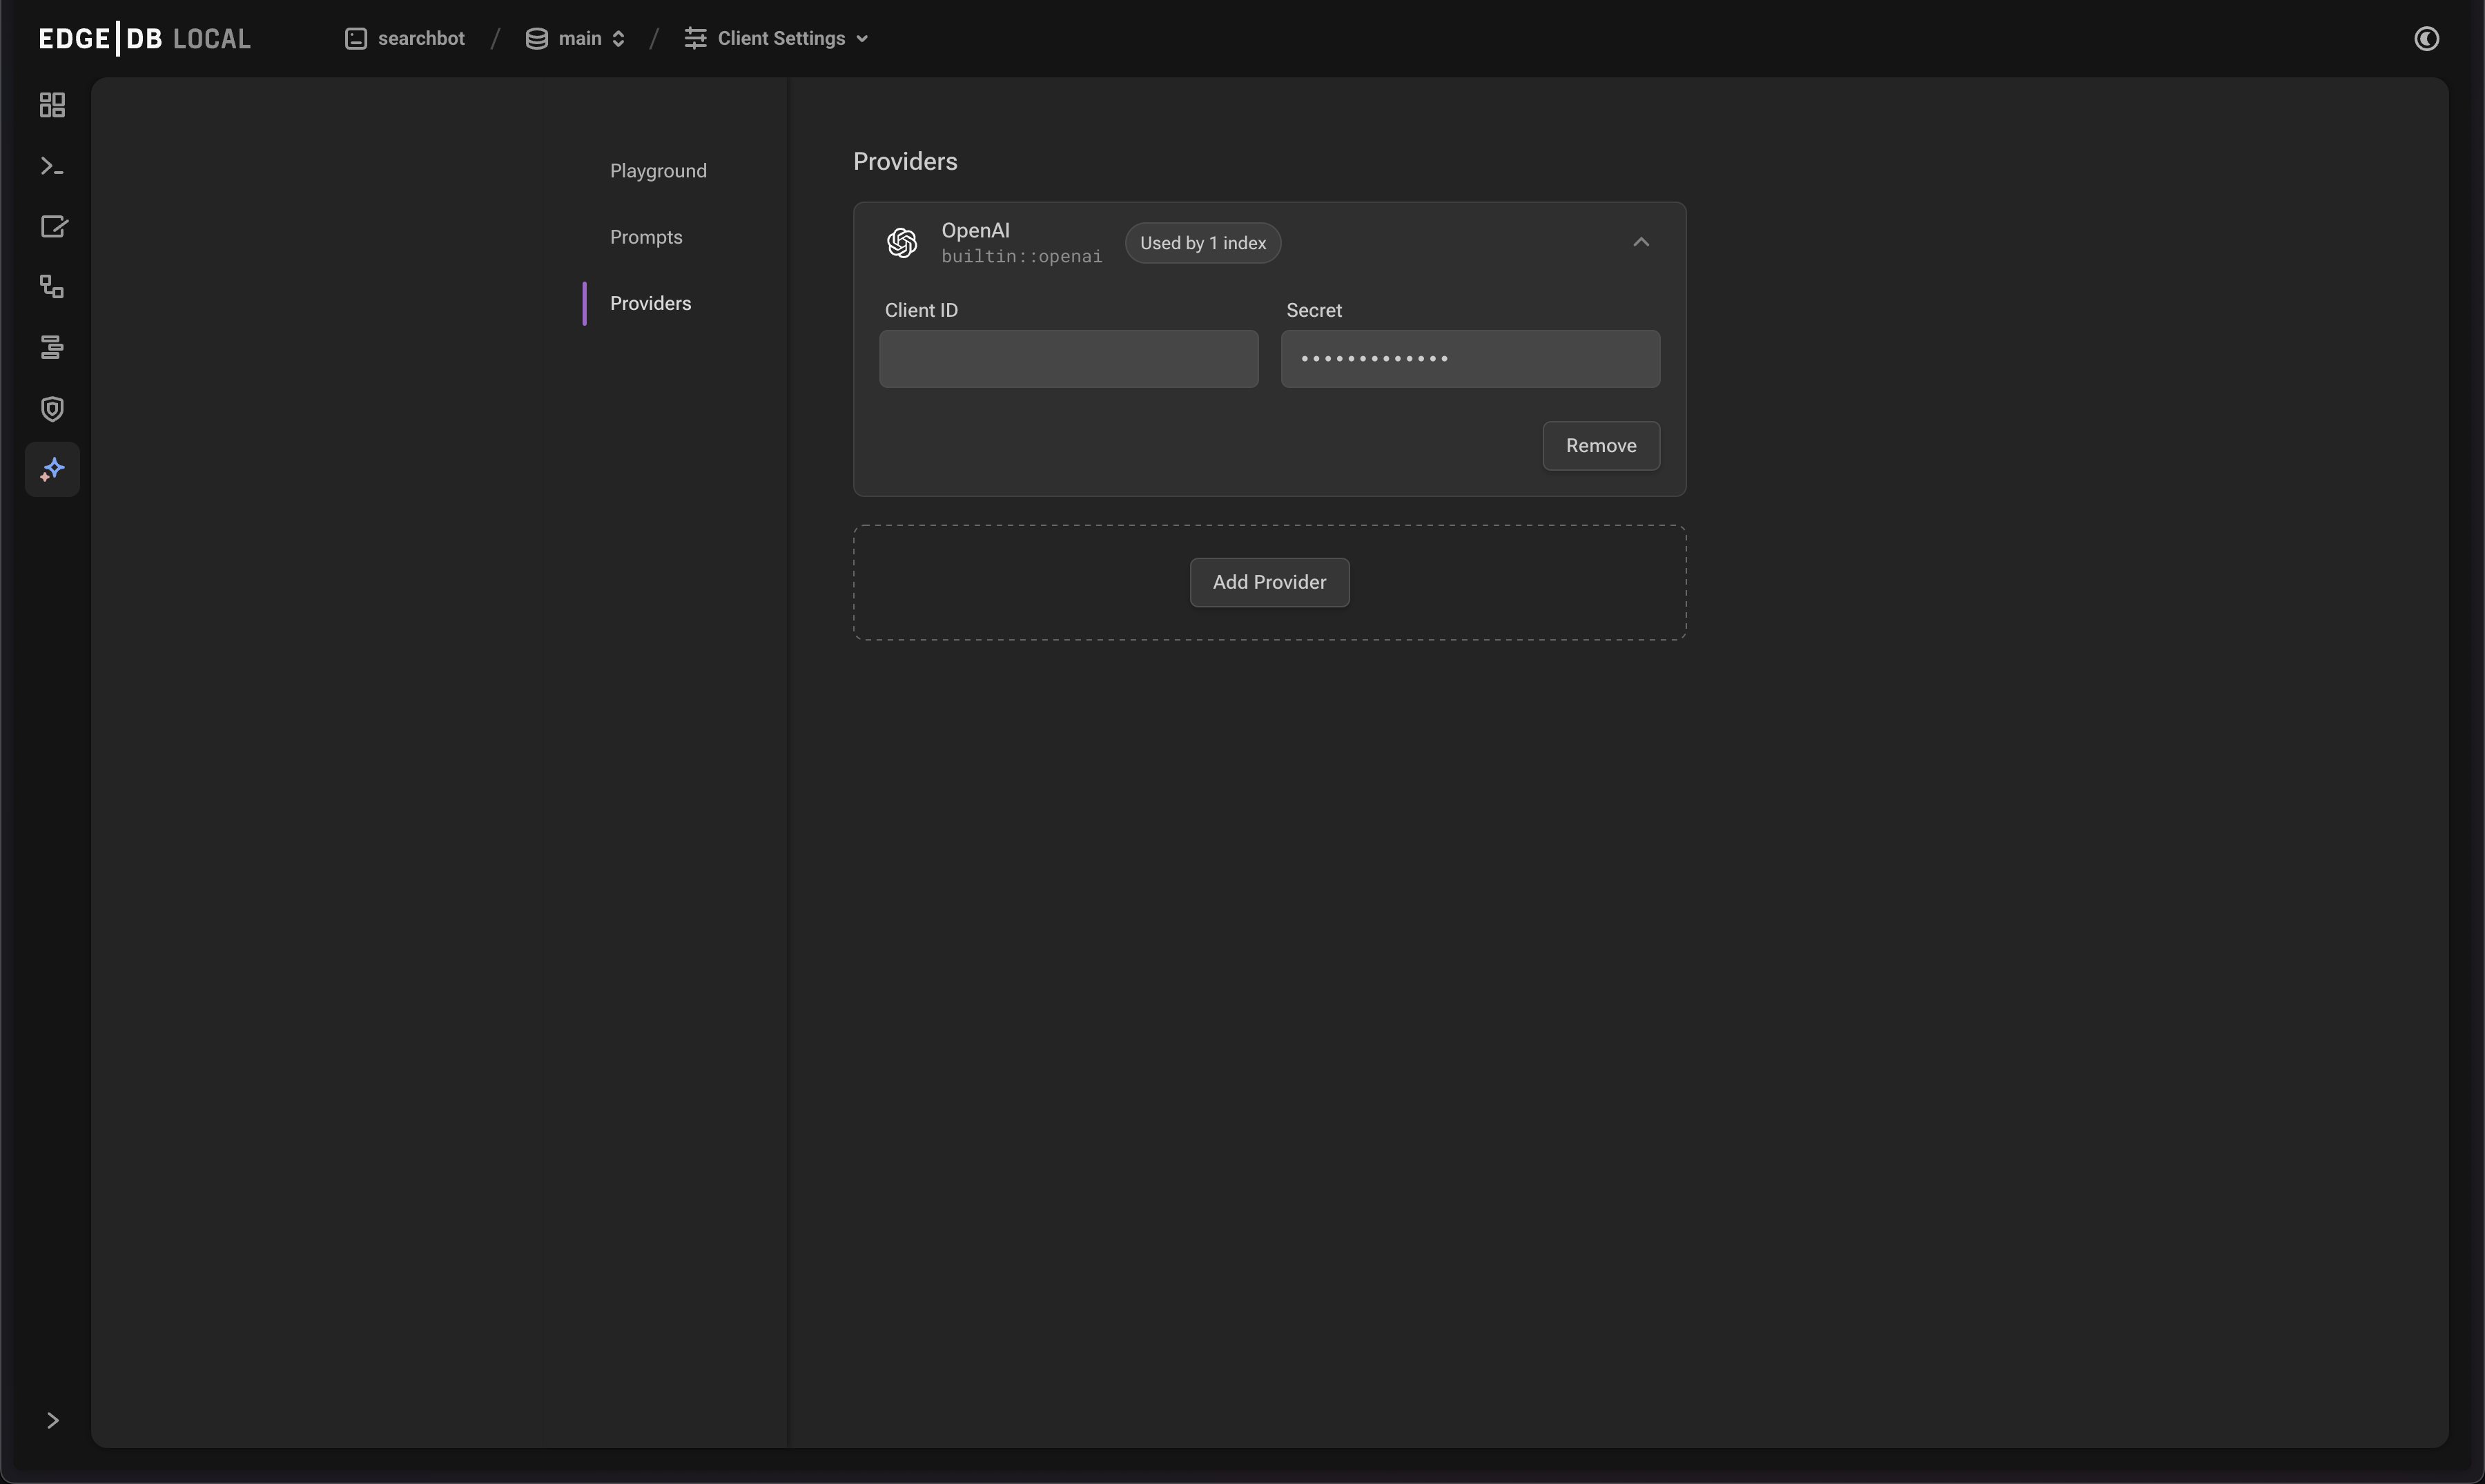 EDGE|DB LOCAL
searchbot / main / Client Settings
Playground
Prompts
Providers
Providers
OpenAI
builtin::openai
Used by 1 index
Client ID
Secret
•••••••••••••
Remove
Add Provider